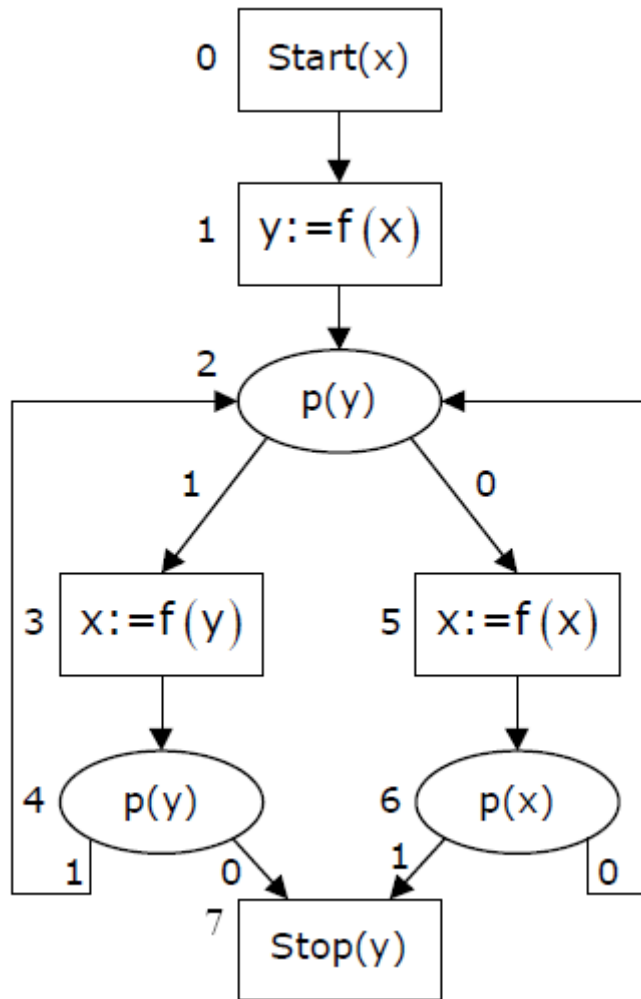 0 Start(x)
1 y:=f(x)
2 p(y)
1 0
3 x:=f(y) 5 x:=f(x)
4 p(y) 6 p(x)
1 0 1 0
7 Stop(y)